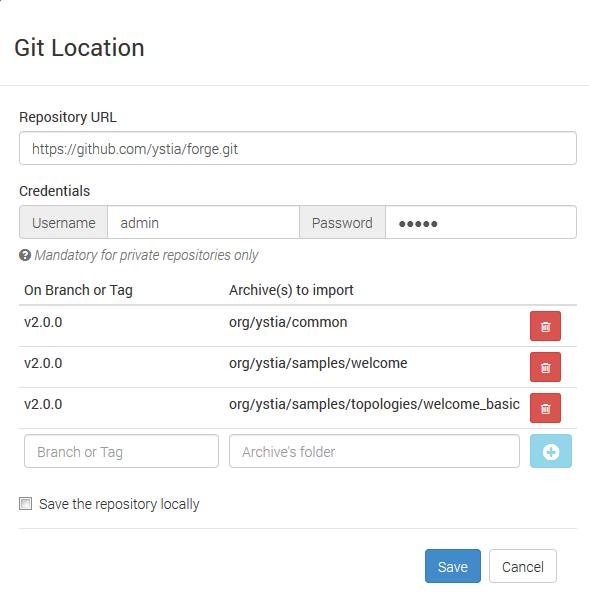 Git Location
Repository URL
https://github.com/ystia/forge.git
Credentials
Username admin Password •••••
Mandatory for private repositories only
On Branch or Tag Archive(s) to import
v2.0.0 org/ystia/common
v2.0.0 org/ystia/samples/welcome
v2.0.0 org/ystia/samples/topologies/welcome_basic
Branch or Tag Archive's folder
Save the repository locally
Save Cancel